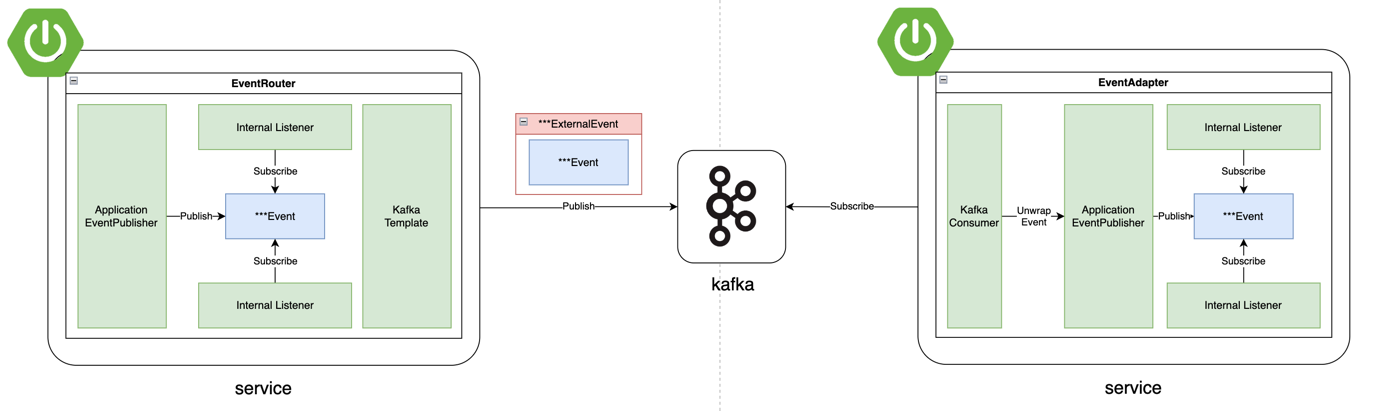 EventRouter
Internal Listener
Subscribe
Application
EventPublisher
Publish
***Event
Kafka
Template
Subscribe
Internal Listener
service
***ExternalEvent
***Event
Publish
kafka
Subscribe
EventAdapter
Kafka
Consumer
Unwrap
Event
Application
EventPublisher
Internal Listener
Subscribe
Publish
***Event
Subscribe
Internal Listener
service